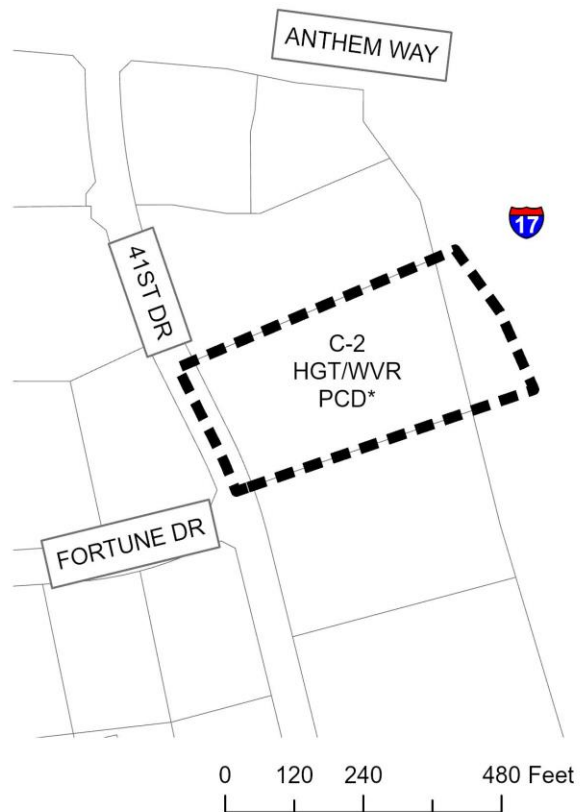 ANTHEM WAY
17
41ST DR
C-2
HGT/WVR
PCD*
FORTUNE DR
0 120 240 480 Feet